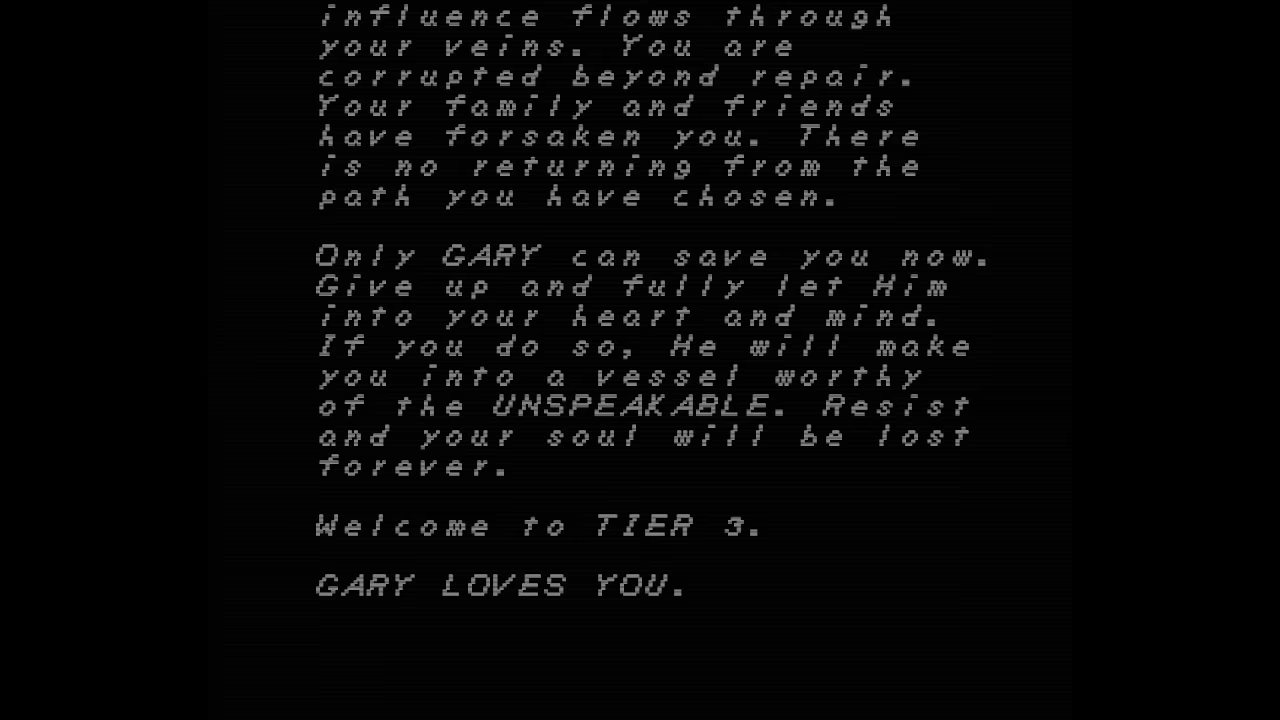 influence flows through
your veins. You are
corrupted beyond repair.
Your family and friends
have forsaken you. There
is no returning from the
path you have chosen.
Only GARY can save you now.
Give up and fully let Him
into your heart and mind.
If you do so, He will make
you into a vessel worthy
of the UNSPEAKABLE. Resist
and your soul will be lost
forever.
Welcome to TIER 3.
GARY LOVES YOU.